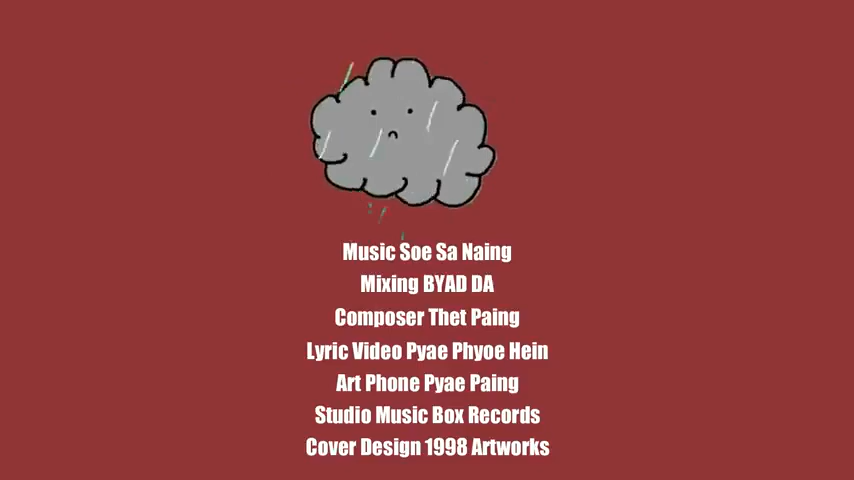 Music Soe Sa Naing
Mixing BYAD DA
Composer Thet Paing
Lyric Video Pyae Phyoe Hein
Art Phone Pyae Paing
Studio Music Box Records
Cover Design 1998 Artworks